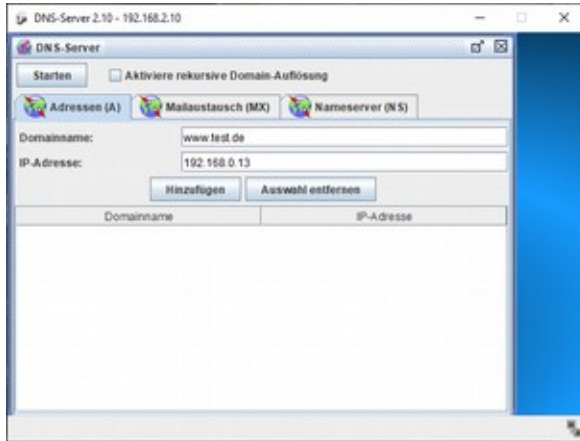 DNS-Server 2.10 - 192.168.2.10
DNS-Server
Starten Aktiviere rekursive Domain-Auflösung
Adressen (A) Mailaustausch (MX) Nameserver (NS)
Domainname: www.test.de
IP-Adresse: 192.168.0.13
Hinzufügen Auswahl entfernen
Domainname IP-Adresse